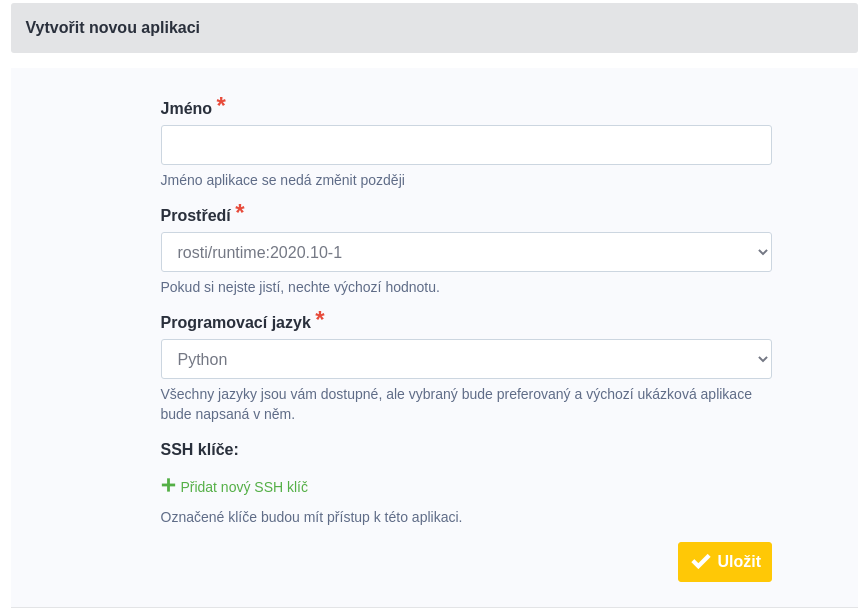 Vytvořit novou aplikaci
Jméno *
Jméno aplikace se nedá změnit později
Prostředí *
rosti/runtime:2020.10-1
Pokud si nejste jistí, nechte výchozí hodnotu.
Programovací jazyk *
Python
Všechny jazyky jsou vám dostupné, ale vybraný bude preferovaný a výchozí ukázková aplikace
bude napsaná v něm.
SSH klíče:
+ Přidat nový SSH klíč
Označené klíče budou mít přístup k této aplikaci.
Uložit